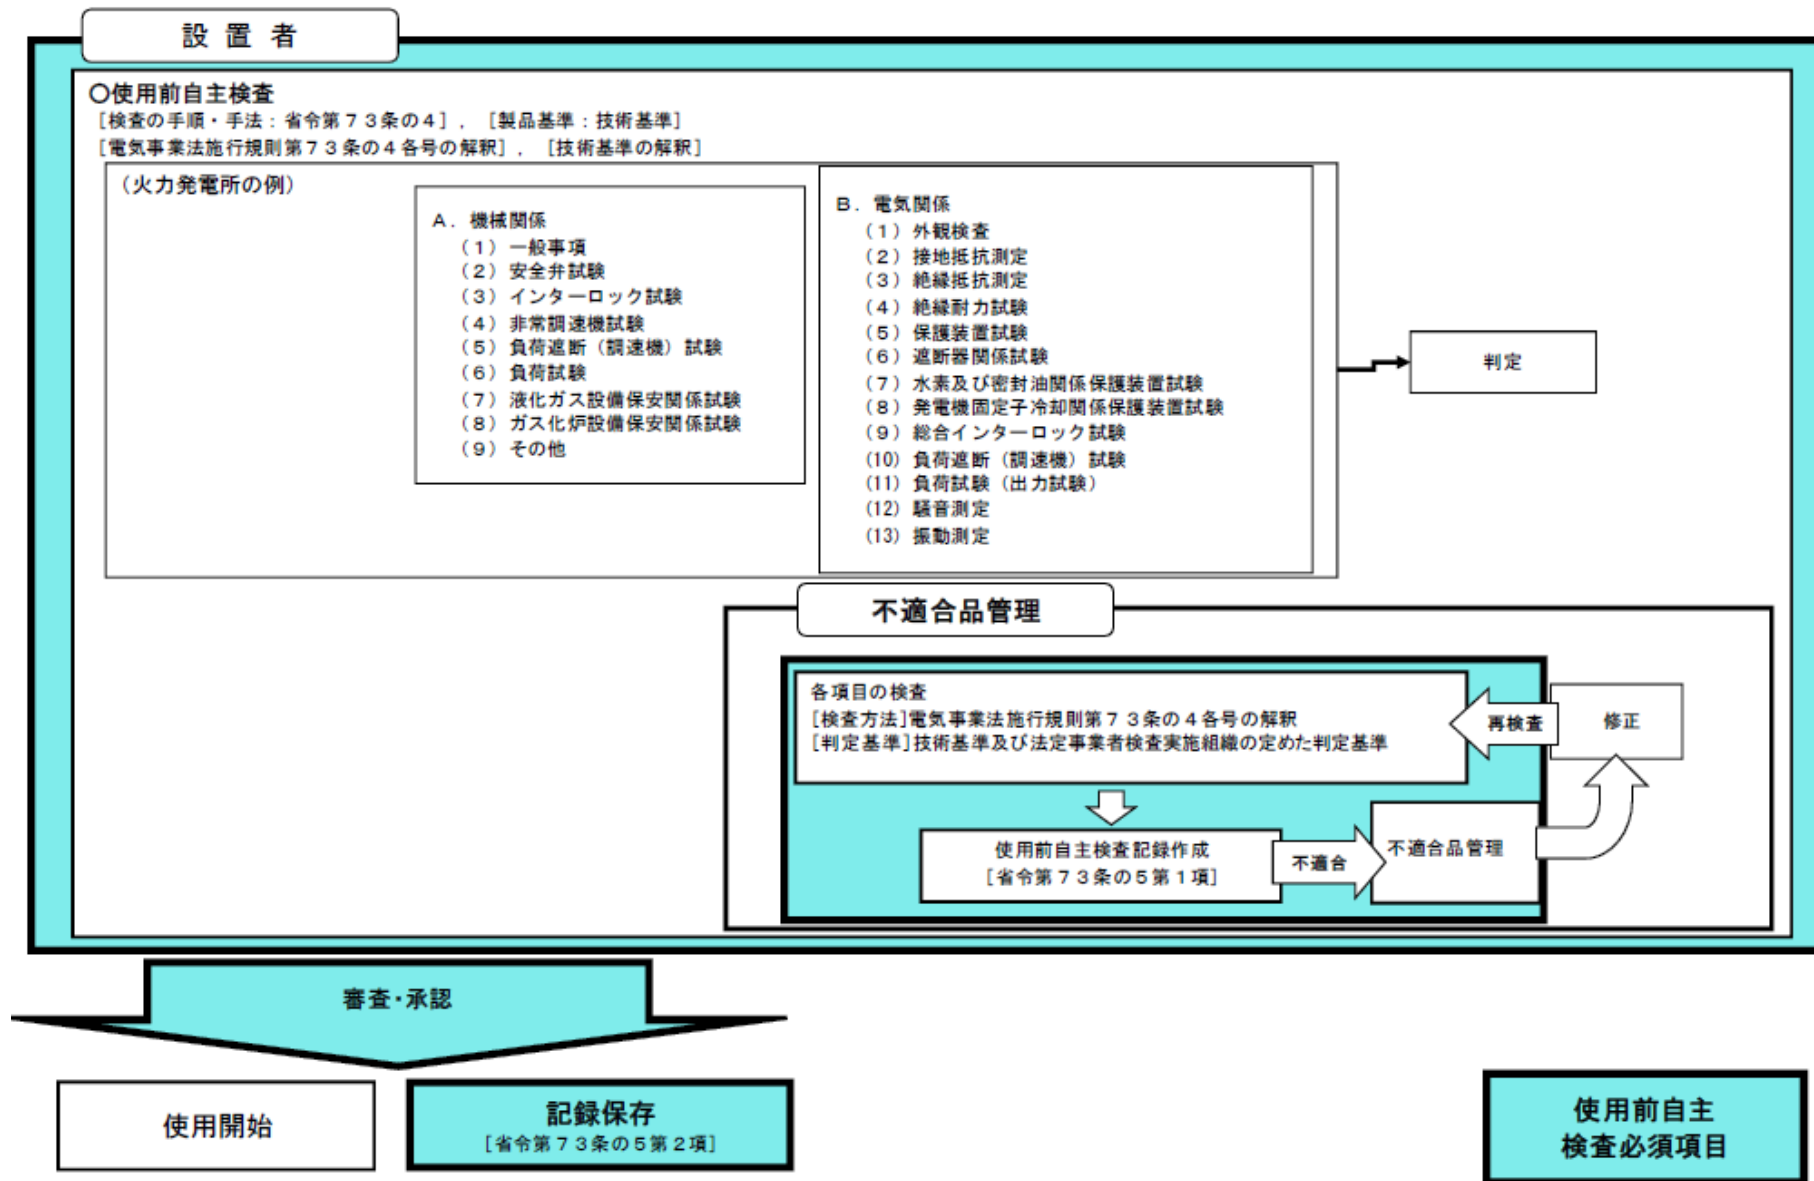 設置者
○使用前自主検査
[検査の手順・手法：省令第７３条の４]，［製品基準：技術基準］
[電気事業法施行規則第７３条の４各号の解釈]，［技術基準の解釈］
（火力発電所の例）
Ａ．機械関係
（１）一般事項
（２）安全弁試験
（３）インターロック試験
（４）非常調速機試験
（５）負荷遮断（調速機）試験
（６）負荷試験
（７）液化ガス設備保安関係試験
（８）ガス化炉設備保安関係試験
（９）その他
Ｂ．電気関係
（１）外観検査
（２）接地抵抗測定
（３）絶縁抵抗測定
（４）絶縁耐力試験
（５）保護装置試験
（６）遮断器関係試験
（７）水素及び密封油関係保護装置試験
（８）発電機固定子冷却関係保護装置試験
（９）総合インターロック試験
(10) 負荷遮断（調速機）試験
(11) 負荷試験（出力試験）
(12) 騒音測定
(13) 振動測定
判定
不適合品管理
各項目の検査
[検査方法]電気事業法施行規則第７３条の４各号の解釈
[判定基準]技術基準及び法定事業者検査実施組織の定めた判定基準
再検査
修正
使用前自主検査記録作成
[省令第７３条の５第１項]
不適合
不適合品管理
審査・承認
使用開始
記録保存
[省令第７３条の５第２項]
使用前自主
検査必須項目